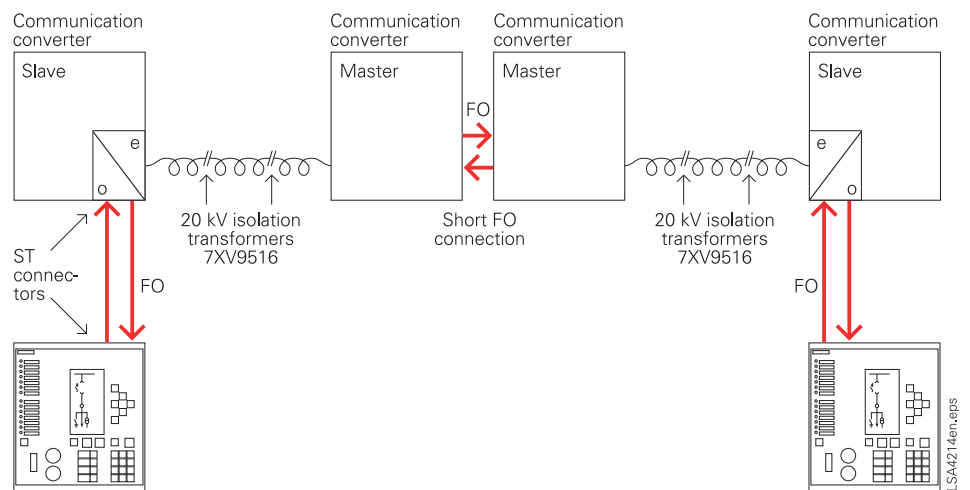 Communication
converter
Slave
e
o
Communication
converter
Master
Communication
converter
Master
Communication
converter
Slave
e
o
FO
20 kV isolation
transformers
7XV9516
Short FO
connection
20 kV isolation
transformers
7XV9516
ST
connec-
tors
FO
FO
LSA4214en.eps